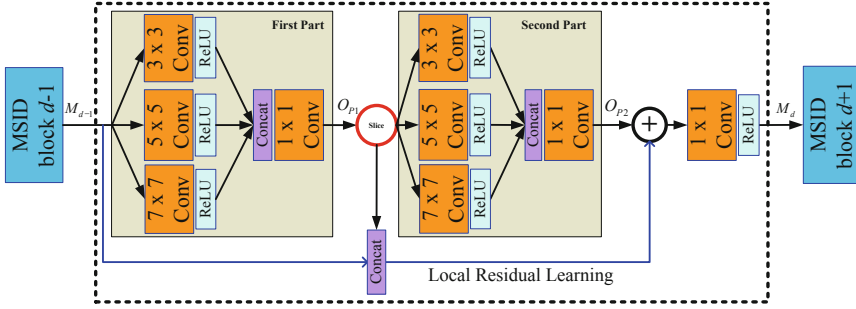 MSID
block d-1
M_{d-1}
First Part
3 x 3
Conv
ReLU
5 x 5
Conv
ReLU
7 x 7
Conv
ReLU
Concat
1 x 1
Conv
O_{P1}
Slice
Second Part
3 x 3
Conv
ReLU
5 x 5
Conv
ReLU
7 x 7
Conv
ReLU
Concat
1 x 1
Conv
O_{P2}
+
1 x 1
Conv
ReLU
M_d
MSID
block d+1
Concat
Local Residual Learning